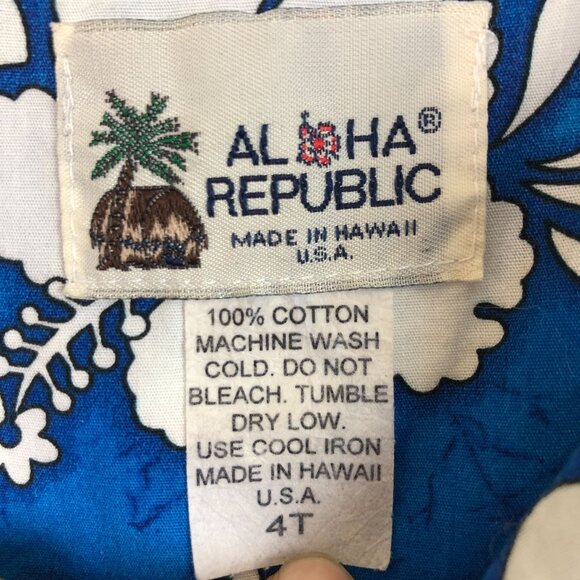 ALOHA®
REPUBLIC
MADE IN HAWAII
U.S.A.
100% COTTON
MACHINE WASH
COLD. DO NOT
BLEACH. TUMBLE
DRY LOW.
USE COOL IRON
MADE IN HAWAII
U.S.A.
4T